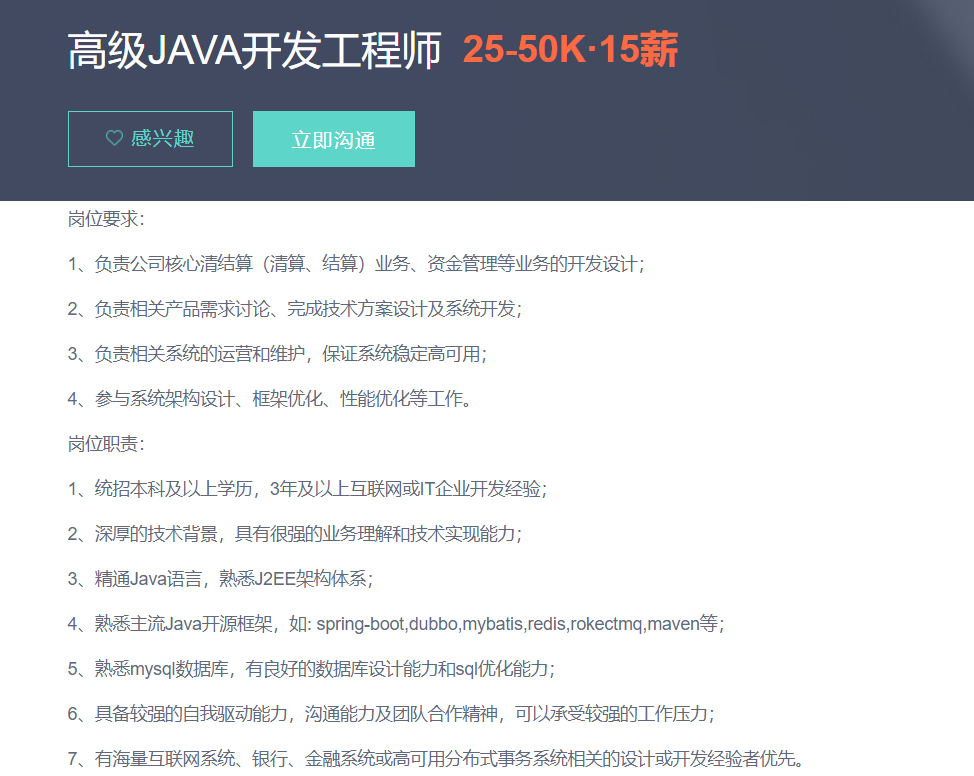 高级JAVA开发工程师 25-50K·15薪
感兴趣 立即沟通
岗位要求：
1、负责公司核心清结算（清算、结算）业务、资金管理等业务的开发设计；
2、负责相关产品需求讨论、完成技术方案设计及系统开发；
3、负责相关系统的运营和维护，保证系统稳定高可用；
4、参与系统架构设计、框架优化、性能优化等工作。
岗位职责：
1、统招本科及以上学历，3年及以上互联网或IT企业开发经验；
2、深厚的技术背景，具有很强的业务理解和技术实现能力；
3、精通Java语言，熟悉J2EE架构体系；
4、熟悉主流Java开源框架，如: spring-boot,dubbo,mybatis,redis,rokectmq,maven等；
5、熟悉mysql数据库，有良好的数据库设计能力和sql优化能力；
6、具备较强的自我驱动能力，沟通能力及团队合作精神，可以承受较强的工作压力；
7、有海量互联网系统、银行、金融系统或高可用分布式事务系统相关的设计或开发经验者优先。